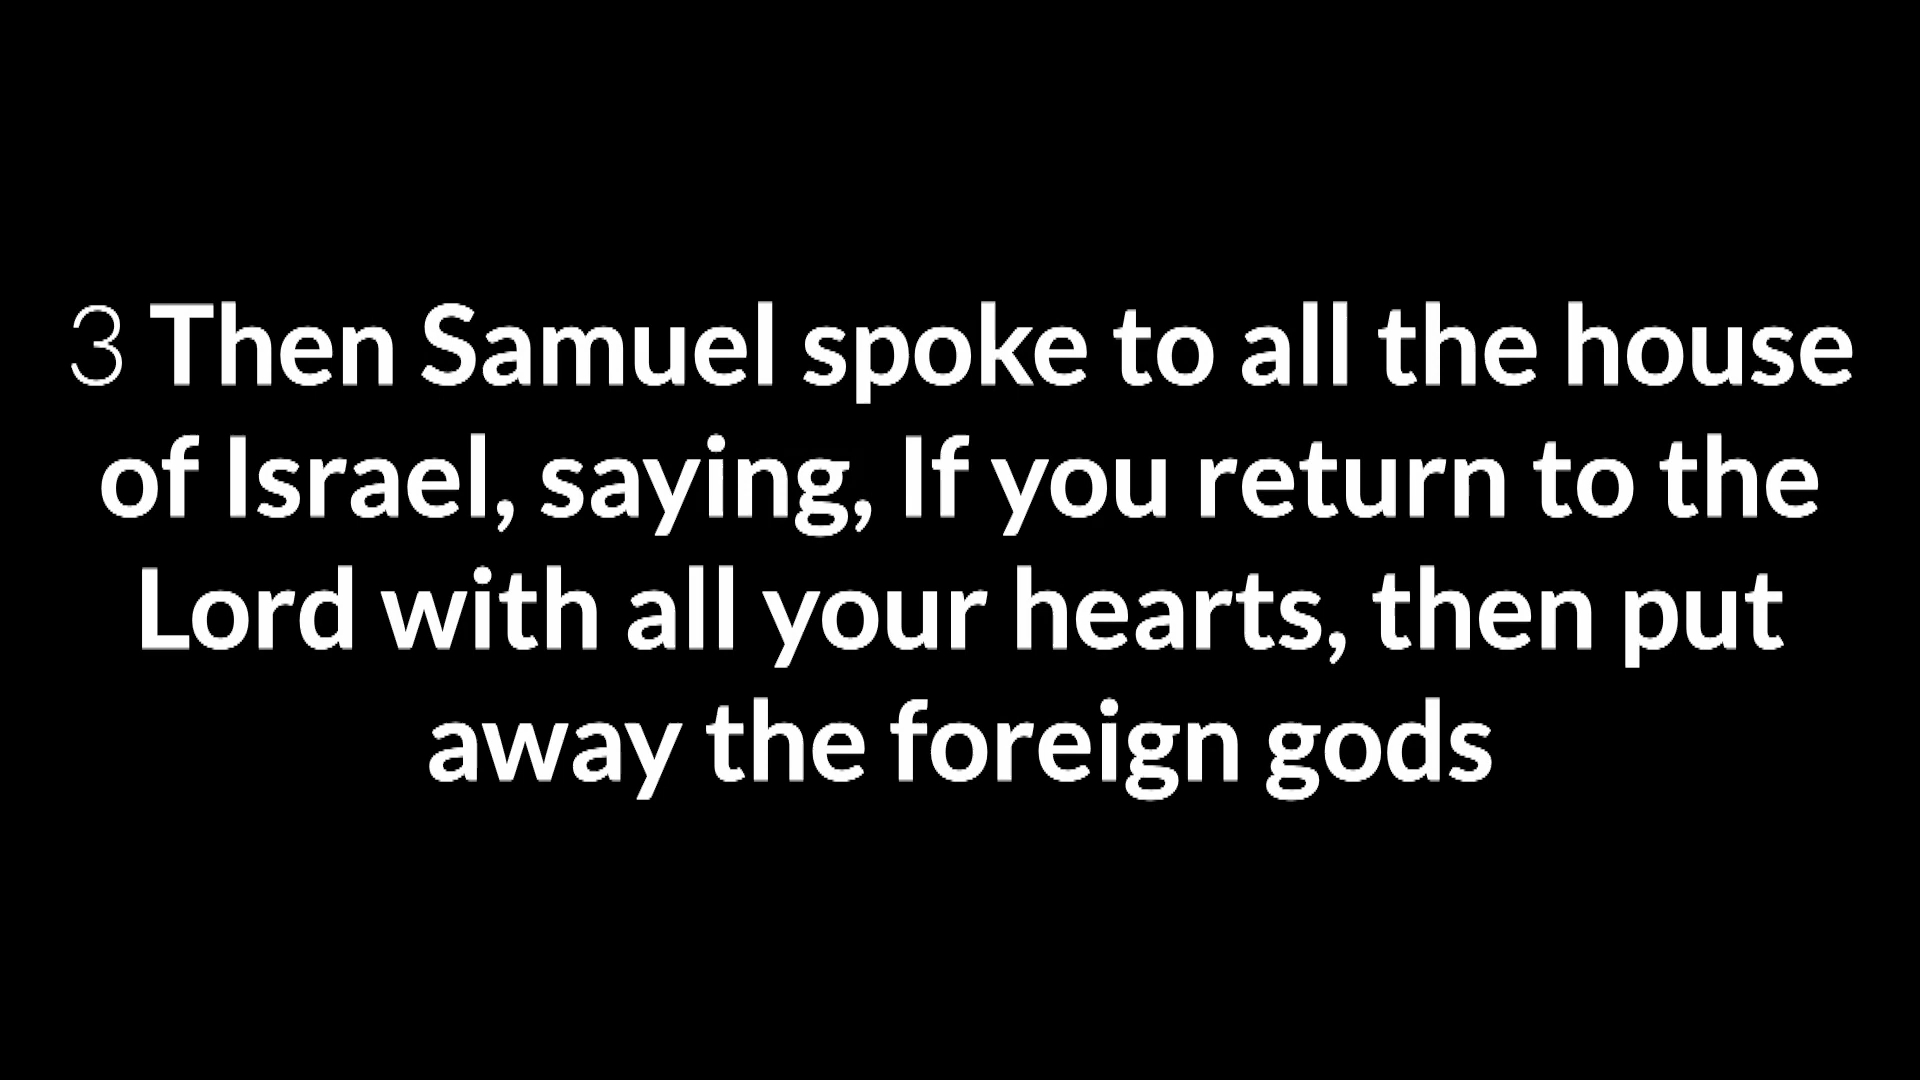 3 Then Samuel spoke to all the house
of Israel, saying, If you return to the
Lord with all your hearts, then put
away the foreign gods